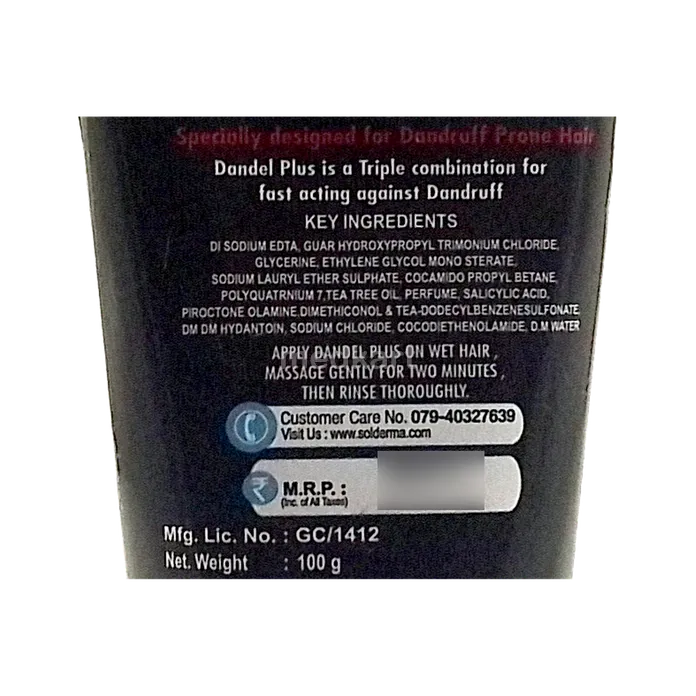 Specially designed for Dandruff Prone Hair
Dandel Plus is a Triple combination for
fast acting against Dandruff
KEY INGREDIENTS
DI SODIUM EDTA, GUAR HYDROXYPROPYL TRIMONIUM CHLORIDE,
GLYCERINE, ETHYLENE GLYCOL MONO STERATE,
SODIUM LAURYL ETHER SULPHATE, COCAMIDO PROPYL BETANE,
POLYQUATRNIUM 7,TEA TREE OIL, PERFUME, SALICYLIC ACID,
PIROCTONE OLAMINE,DIMETHICONOL & TEA-DODECYLBENZENESULFONATE,
DM DM HYDANTOIN, SODIUM CHLORIDE, COCODIETHENOLAMIDE, D.M WATER
APPLY DANDEL PLUS ON WET HAIR ,
MASSAGE GENTLY FOR TWO MINUTES ,
THEN RINSE THOROUGHLY.
Customer Care No. 079-40327639
Visit Us : www.solderma.com
₹ M.R.P. :
(Inc. of All Taxes)
Mfg. Lic. No. : GC/1412
Net. Weight : 100 g